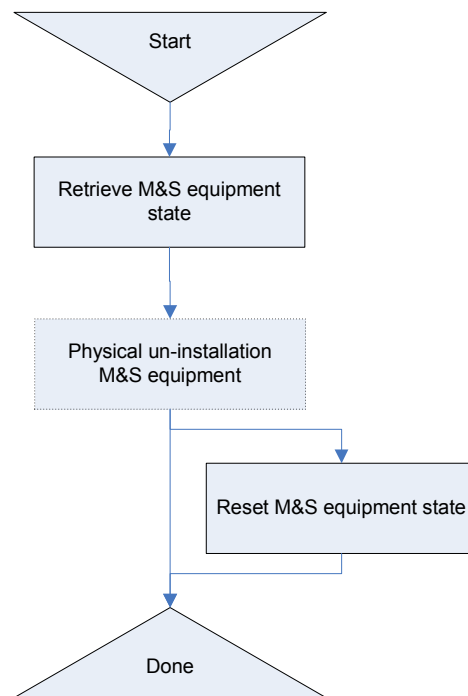 Start
Retrieve M&S equipment
state
Physical un-installation
M&S equipment
Reset M&S equipment state
Done